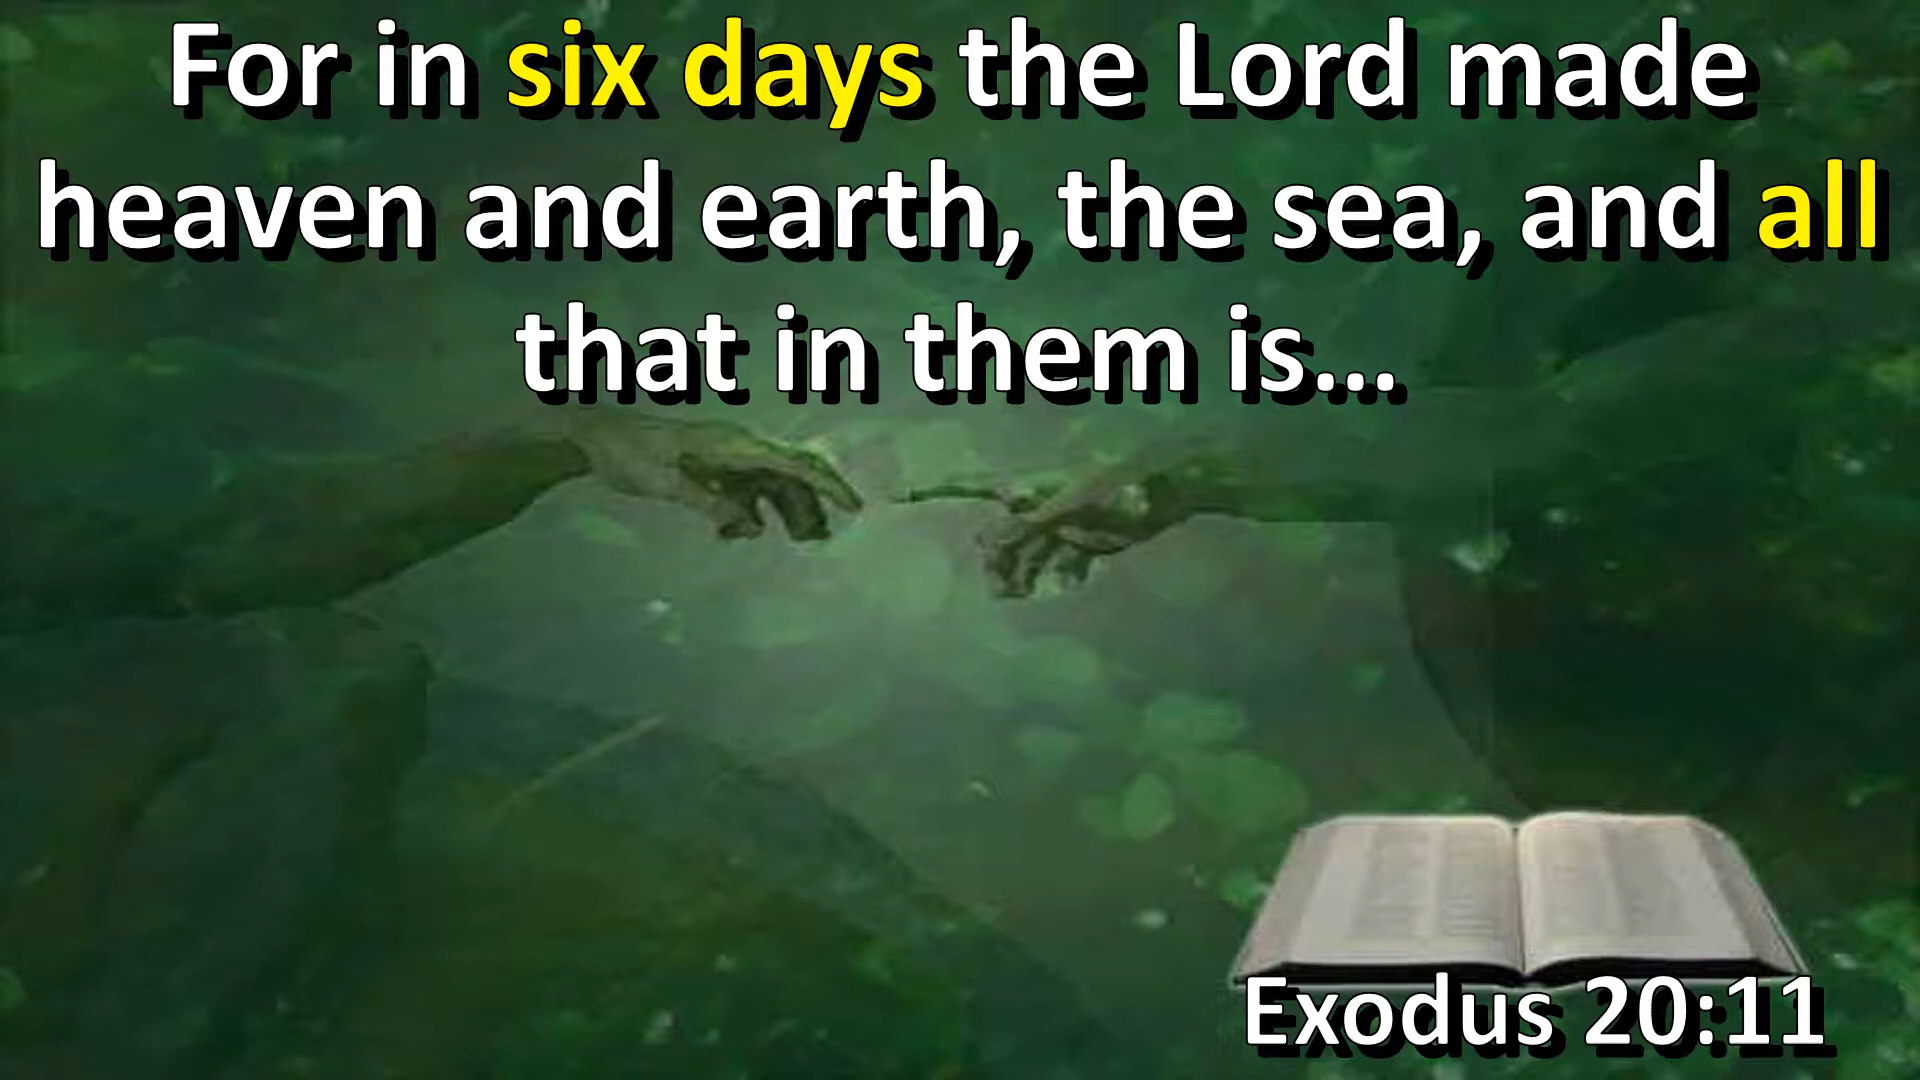 For in six days the Lord made
heaven and earth, the sea, and all
that in them is...
Exodus 20:11